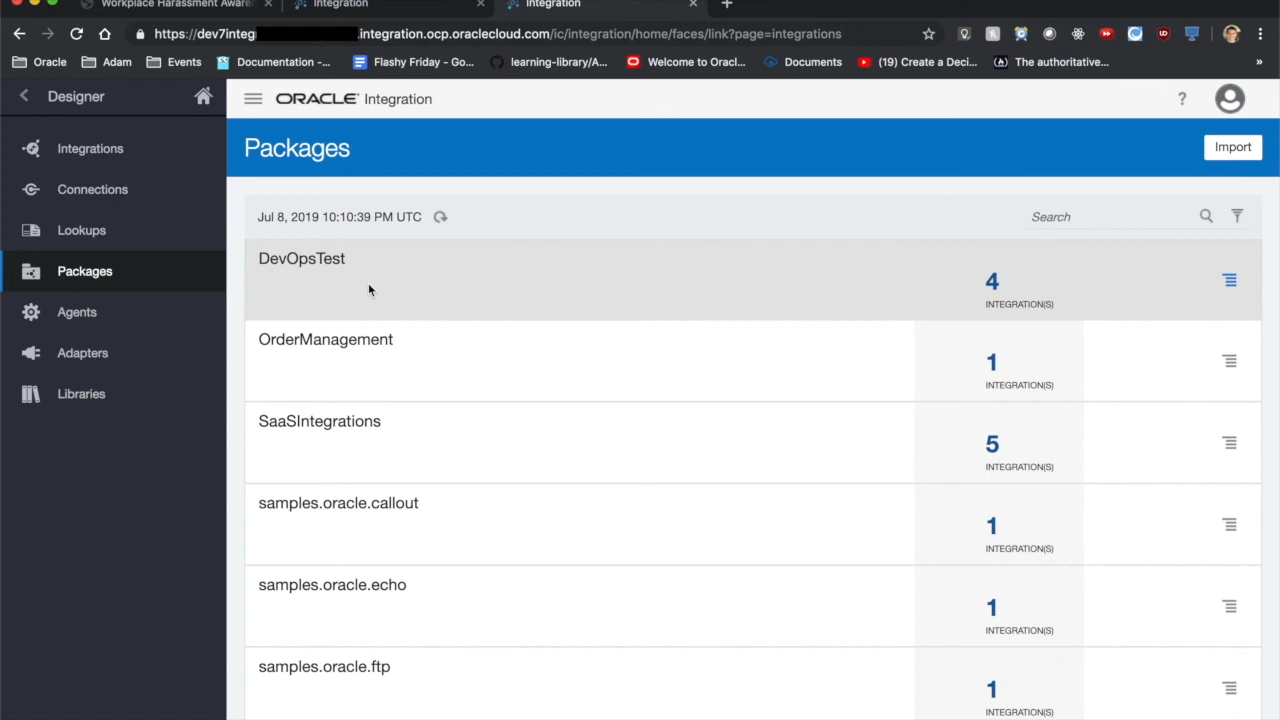 Workplace Harassment Aware
Integration
Integration
https://dev7integ .integration.ocp.oraclecloud.com/ic/integration/home/faces/link?page=integrations
Oracle Adam Events Documentation -... Flashy Friday - Go... learning-library/A... Welcome to Oracl... Documents (19) Create a Deci... The authoritative... »
Designer
ORACLE Integration ?
Integrations
Connections
Lookups
Packages
Agents
Adapters
Libraries
Packages
Import
Jul 8, 2019 10:10:39 PM UTC
Search
DevOpsTest
4
INTEGRATION(S)
OrderManagement
1
INTEGRATION(S)
SaaSIntegrations
5
INTEGRATION(S)
samples.oracle.callout
1
INTEGRATION(S)
samples.oracle.echo
1
INTEGRATION(S)
samples.oracle.ftp
1
INTEGRATION(S)